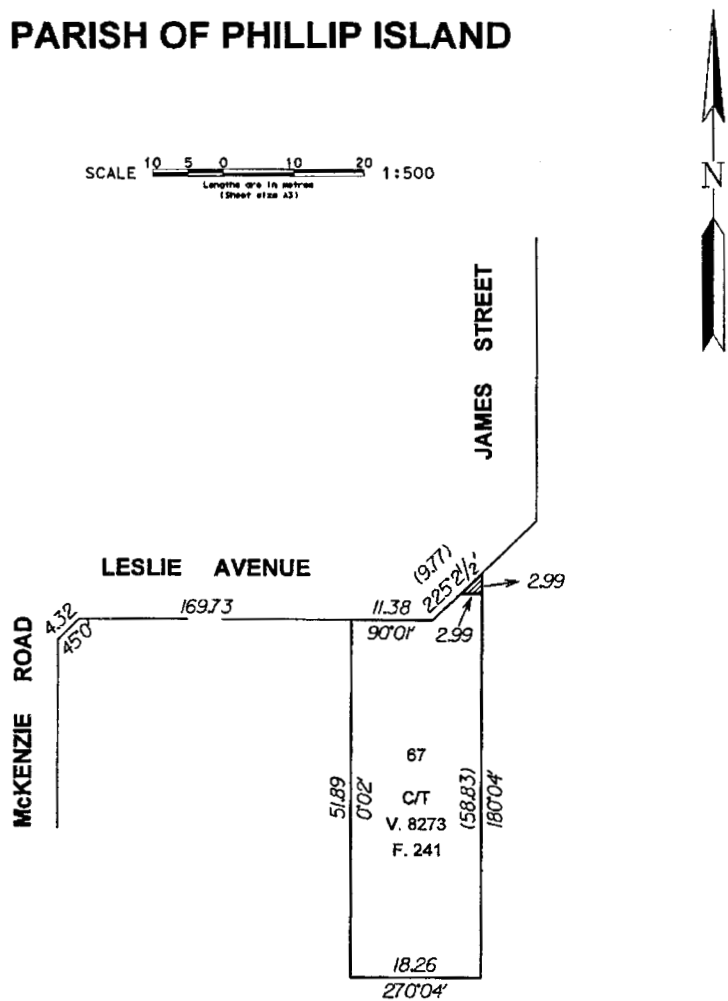 PARISH OF PHILLIP ISLAND
SCALE 10 5 0 10 20 1:500
Lengths are in metres
(Sheet size A3)
N
JAMES STREET
LESLIE AVENUE
(9.77)
225°2½'
2.99
4.32
45°0'
169.73
11.38
90°01'
2.99
McKENZIE ROAD
67
C/T
V. 8273
F. 241
51.89
0°02'
(58.83)
180°04'
18.26
270°04'